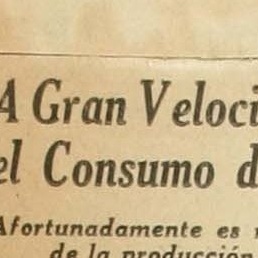 A Gran Veloci
el Consumo d
Afortunadamente es
de la producción